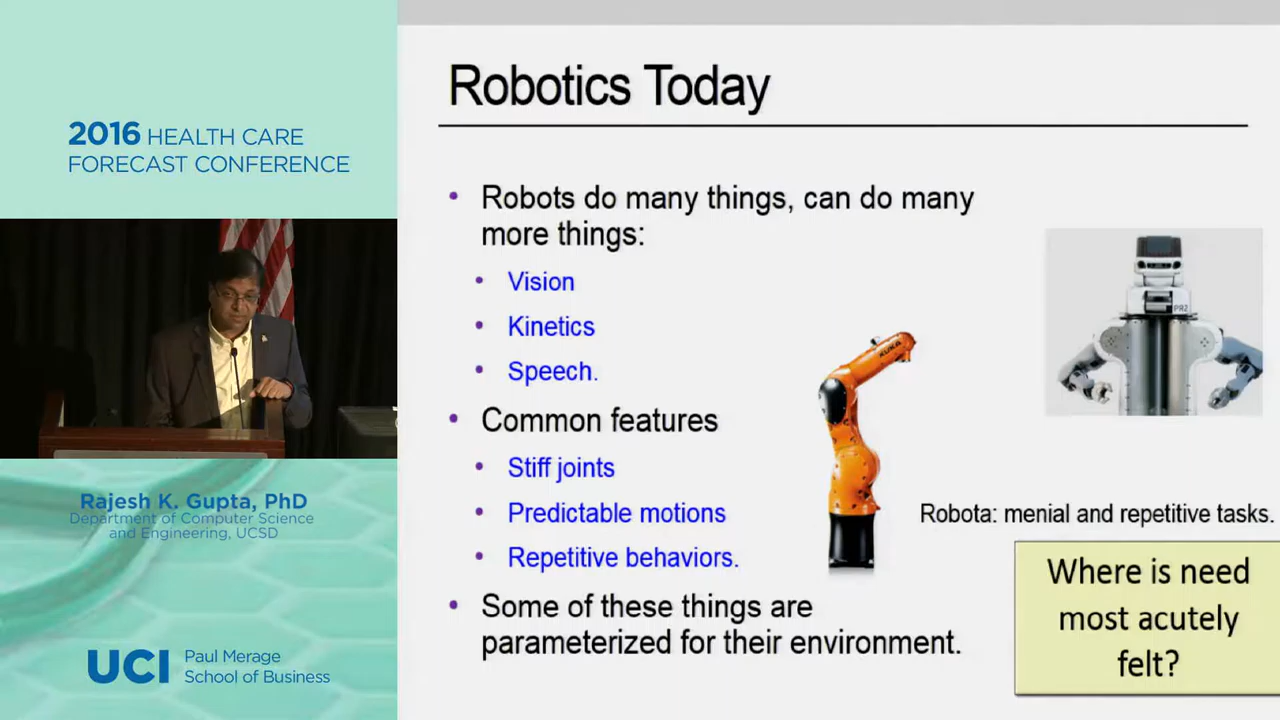 2016 HEALTH CARE
FORECAST CONFERENCE
Rajesh K. Gupta, PhD
Department of Computer Science
and Engineering, UCSD
UCI Paul Merage
School of Business
Robotics Today
• Robots do many things, can do many
more things:
• Vision
• Kinetics
• Speech.
• Common features
• Stiff joints
• Predictable motions
• Repetitive behaviors.
• Some of these things are
parameterized for their environment.
KUKA
PR2
Robota: menial and repetitive tasks.
Where is need
most acutely
felt?